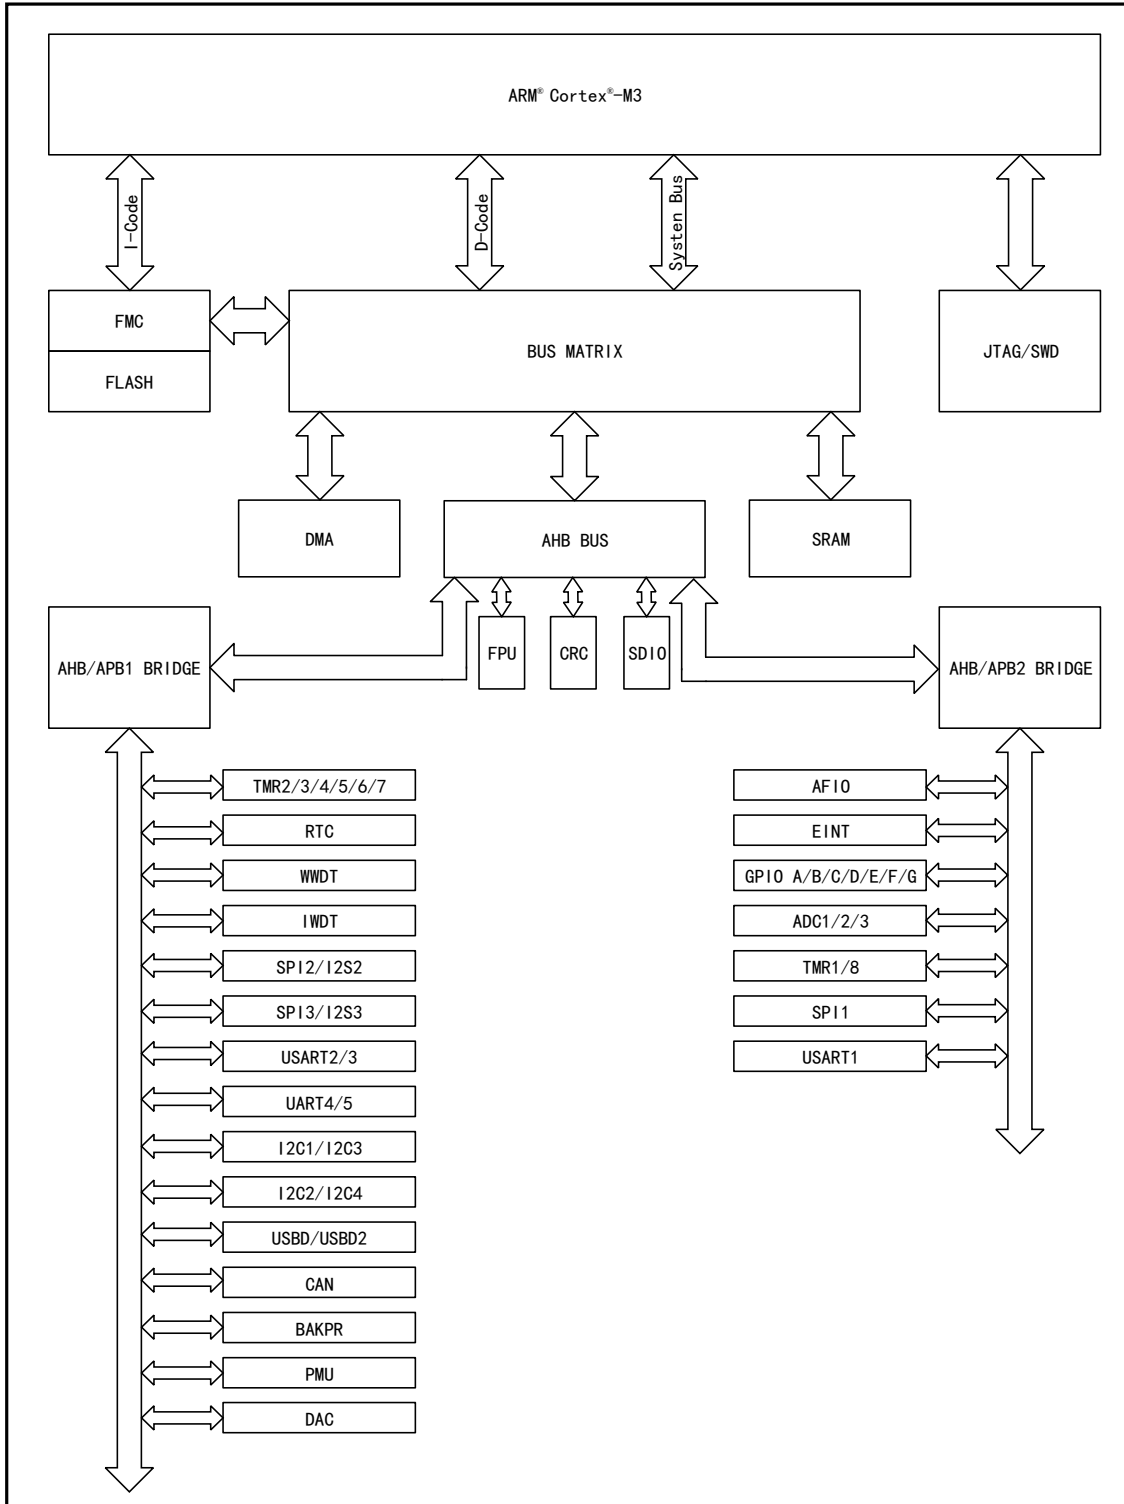 ARM® Cortex®-M3
I-Code
D-Code
Systen Bus
FMC
FLASH
BUS MATRIX
JTAG/SWD
DMA
AHB BUS
SRAM
AHB/APB1 BRIDGE
FPU
CRC
SDIO
AHB/APB2 BRIDGE
TMR2/3/4/5/6/7
RTC
WWDT
IWDT
SPI2/I2S2
SPI3/I2S3
USART2/3
UART4/5
I2C1/I2C3
I2C2/I2C4
USBD/USBD2
CAN
BAKPR
PMU
DAC
AFIO
EINT
GPIO A/B/C/D/E/F/G
ADC1/2/3
TMR1/8
SPI1
USART1